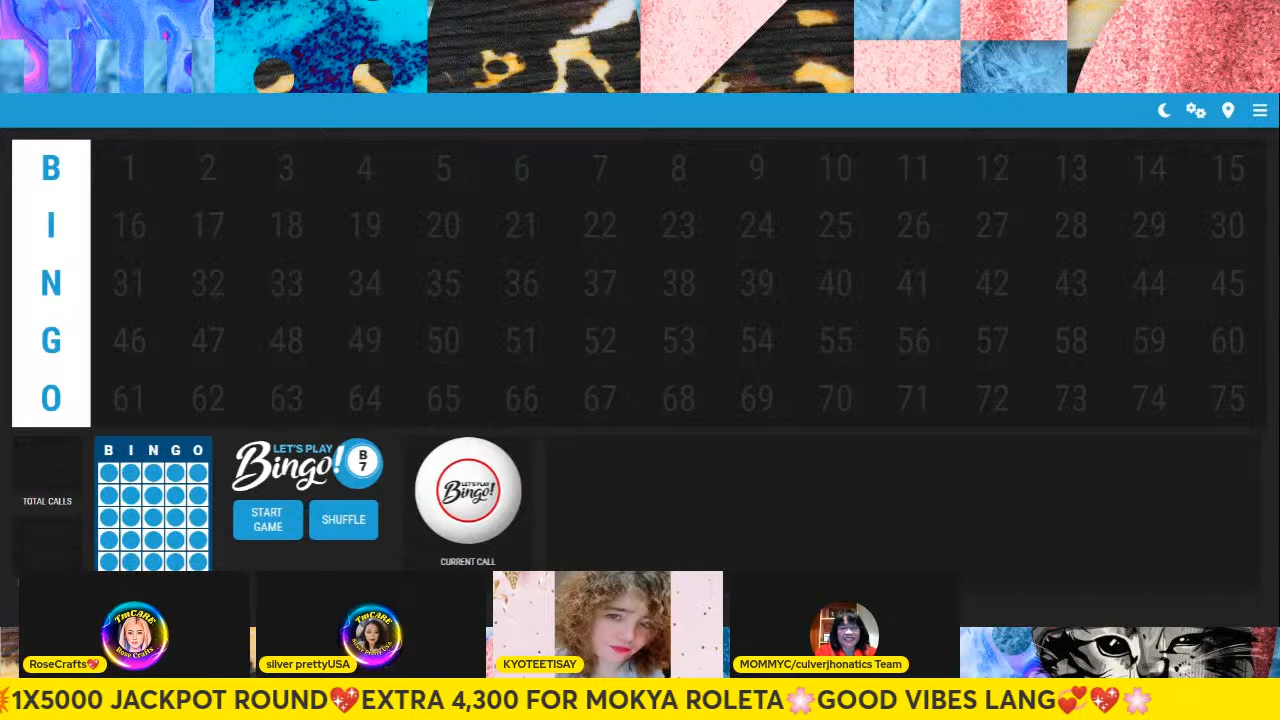 B 1 2 3 4 5 6 7 8 9 10 11 12 13 14 15
I 16 17 18 19 20 21 22 23 24 25 26 27 28 29 30
N 31 32 33 34 35 36 37 38 39 40 41 42 43 44 45
G 46 47 48 49 50 51 52 53 54 55 56 57 58 59 60
O 61 62 63 64 65 66 67 68 69 70 71 72 73 74 75
TOTAL CALLS
B I N G O
LET'S PLAY
Bingo!
B
7
START
GAME
SHUFFLE
LET'S PLAY
Bingo!
CURRENT CALL
TmCARE
Rose Crafts
RoseCrafts💖
TmCARE
silver prettyUSA
KYOTEETISAY
MOMMYC/culverjhonatics Team
1X5000 JACKPOT ROUND💖EXTRA 4,300 FOR MOKYA ROLETA🌸GOOD VIBES LANG💞💖🌸